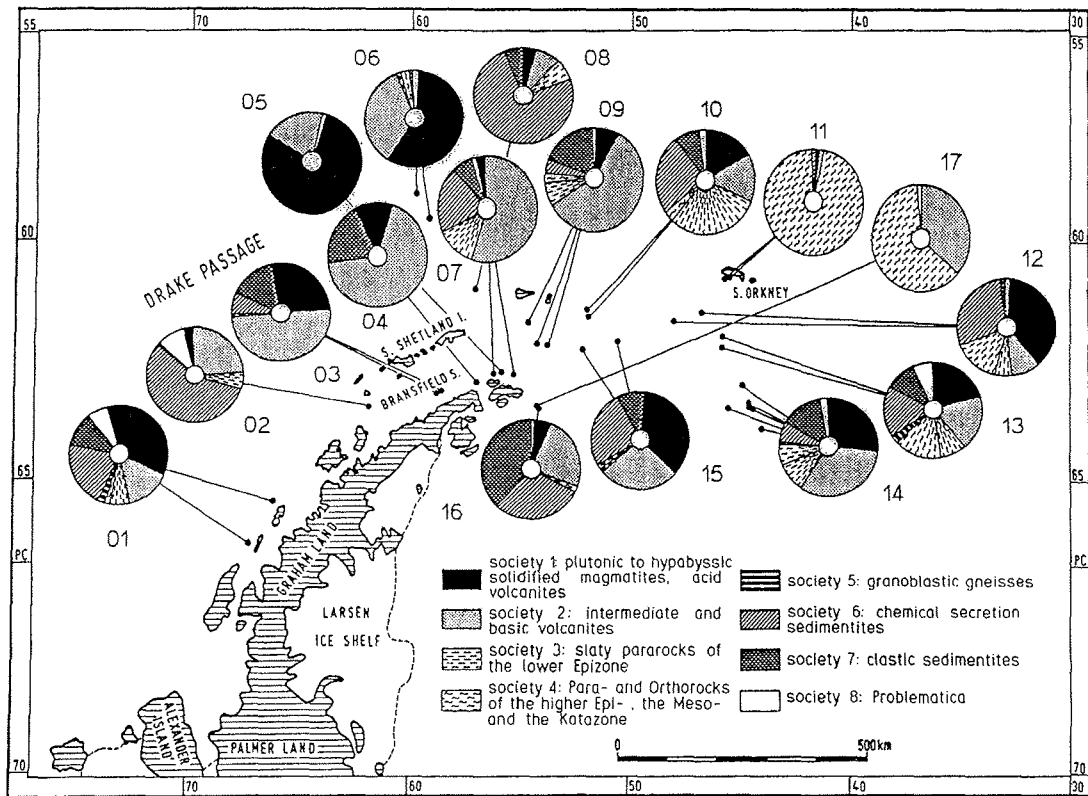 70
60
50
40
30
55
55
06
08
05
09
10
11
17
60
60
DRAKE PASSAGE
07
04
S. ORKNEY
12
S. SHETLAND I.
03
BRANSFIELD S.
02
13
65
65
01
16
15
14
PC
PC
GRAHAM LAND
LARSEN
ICE SHELF
ALEXANDER
ISLAND
PALMER LAND
society 1: plutonic to hypabyssic
solidified magmatites, acid
volcanites
society 2: intermediate and
basic volcanites
society 3: slaty pararocks of
the lower Epizone
society 4: Para- and Orthorocks
of the higher Epi-, the Meso-
and the Katazone
society 5: granoblastic gneisses
society 6: chemical secretion
sedimentites
society 7: clastic sedimentites
society 8: Problematica
0
500km
70
70
70
60
50
40
30